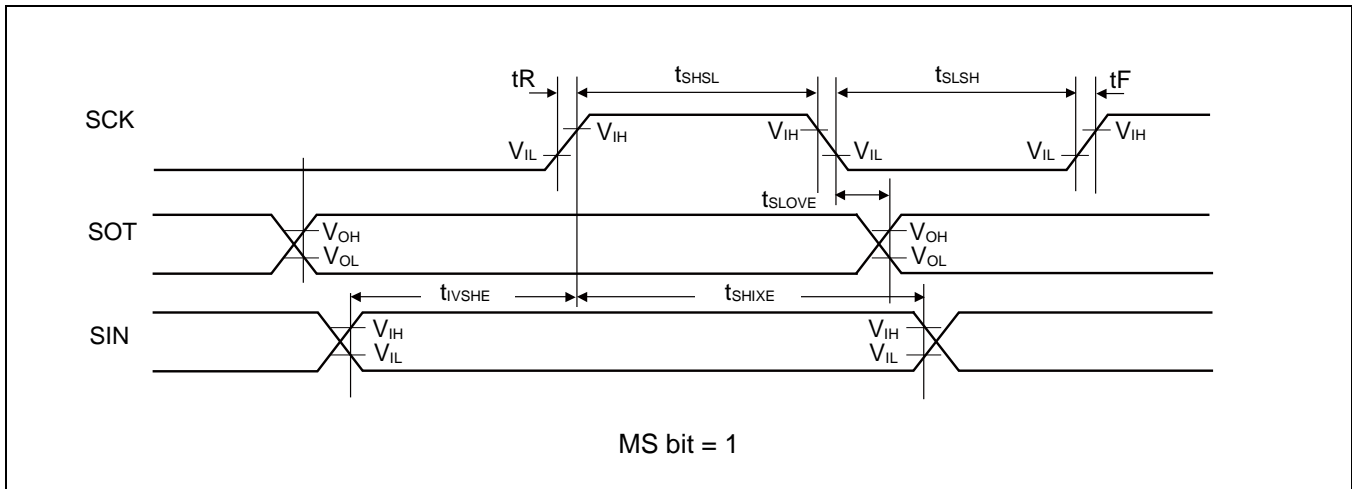 tR tSHSL tSLSH tF
SCK
VIH VIH VIH
VIL VIL VIL
tSLOVE
SOT
VOH VOH
VOL VOL
tIVSHE tSHIXE
SIN
VIH VIH
VIL VIL
MS bit = 1